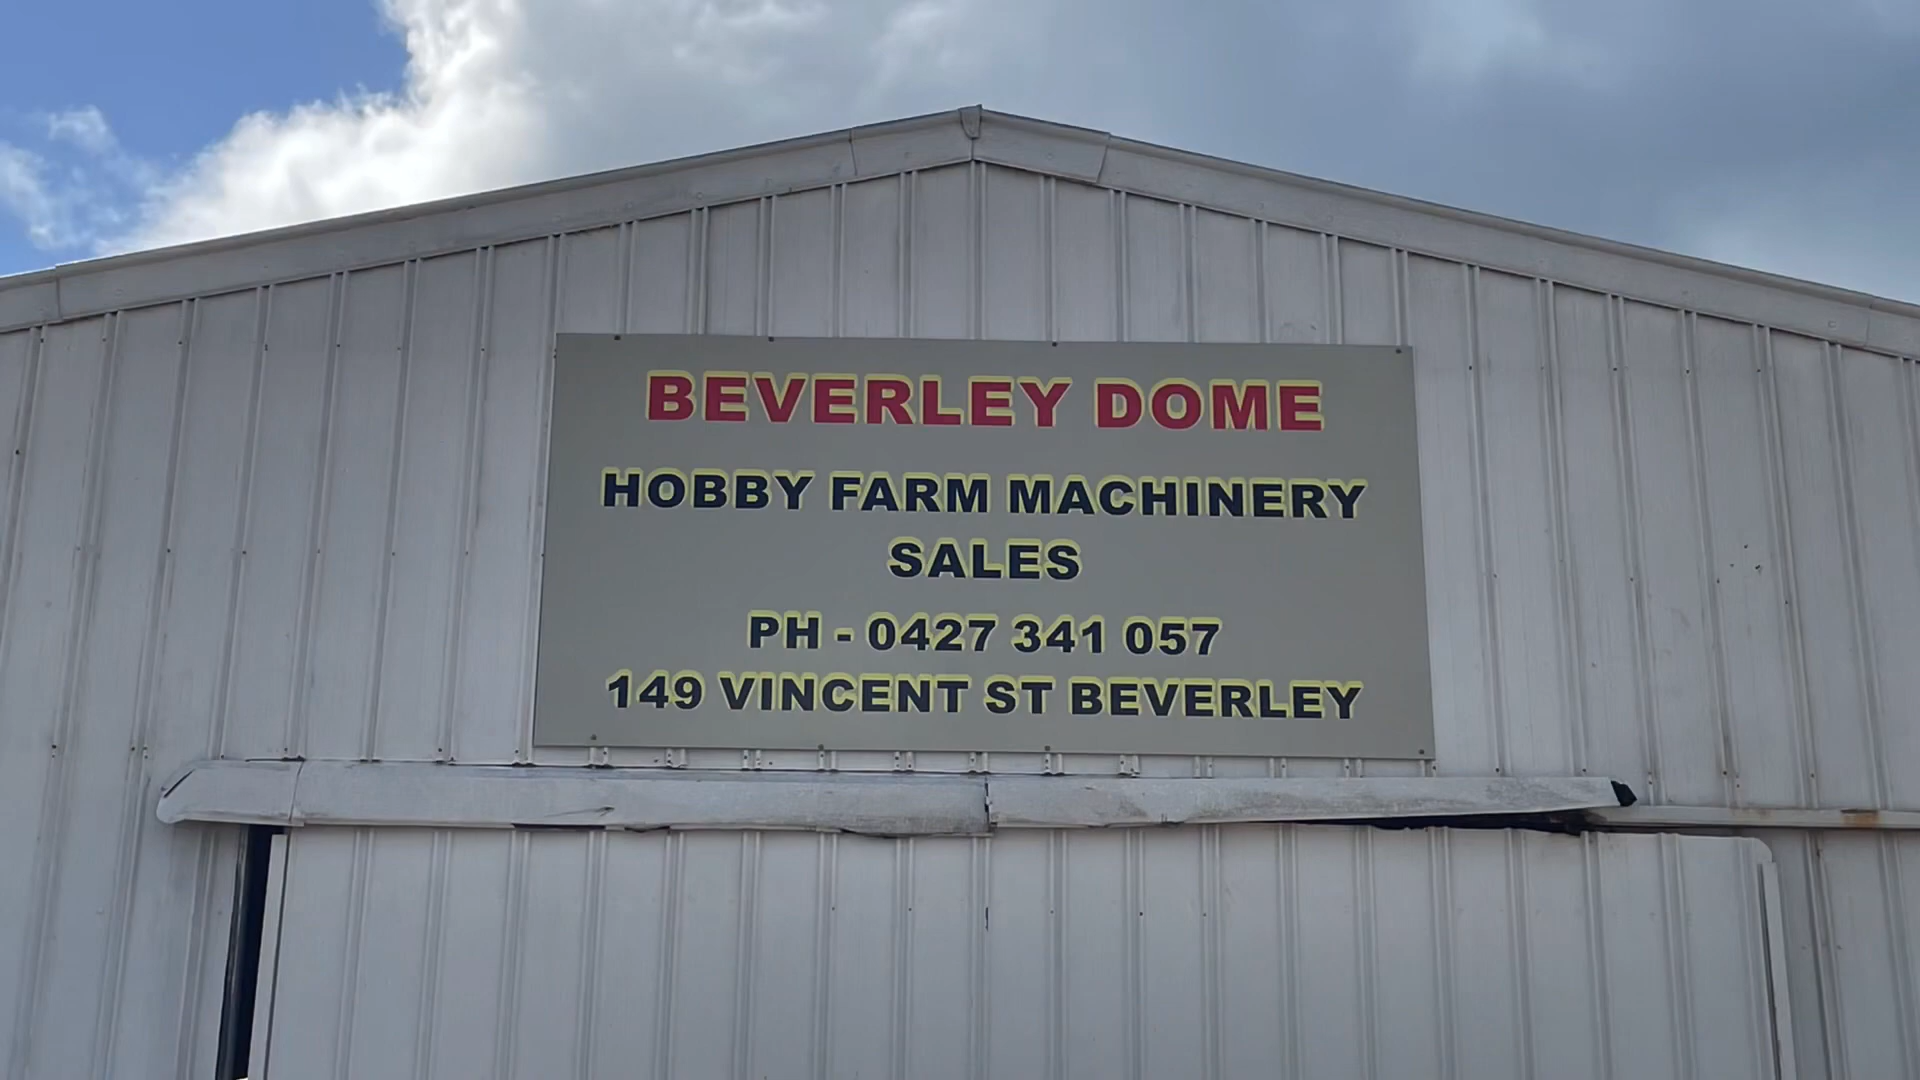 BEVERLEY DOME
HOBBY FARM MACHINERY
SALES
PH - 0427 341 057
149 VINCENT ST BEVERLEY